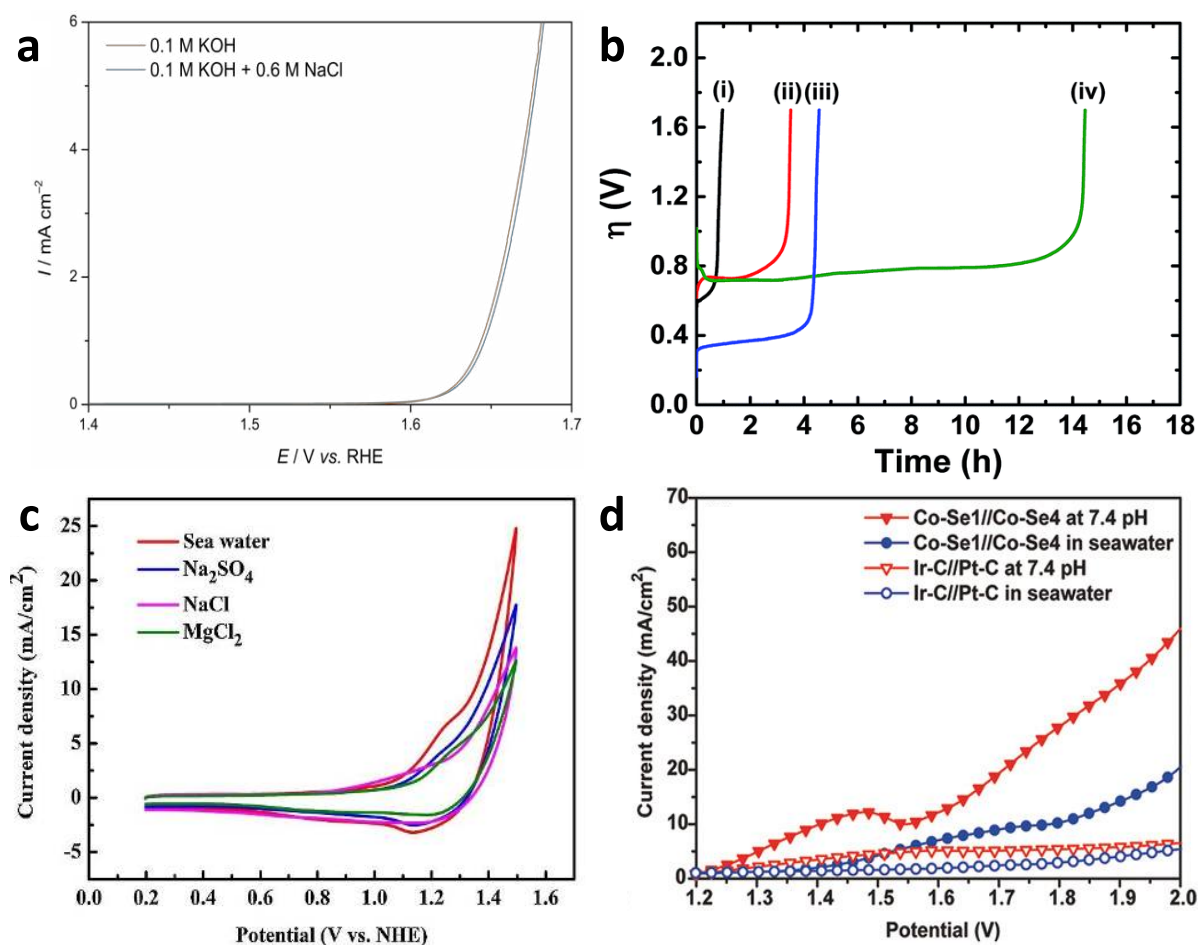 a
0.1 M KOH
0.1 M KOH + 0.6 M NaCl
6
4
2
0
I / mA cm⁻²
1.4
1.5
1.6
1.7
E / V vs. RHE
b
(i)
(ii)
(iii)
(iv)
2.0
1.6
1.2
0.8
0.4
0.0
η (V)
0 2 4 6 8 10 12 14 16 18
Time (h)
c
Sea water
Na₂SO₄
NaCl
MgCl₂
25
20
15
10
5
0
-5
Current density (mA/cm²)
0.0 0.2 0.4 0.6 0.8 1.0 1.2 1.4 1.6
Potential (V vs. NHE)
d
Co-Se1//Co-Se4 at 7.4 pH
Co-Se1//Co-Se4 in seawater
Ir-C//Pt-C at 7.4 pH
Ir-C//Pt-C in seawater
70
60
50
40
30
20
10
0
Current density (mA/cm²)
1.2 1.3 1.4 1.5 1.6 1.7 1.8 1.9 2.0
Potential (V)